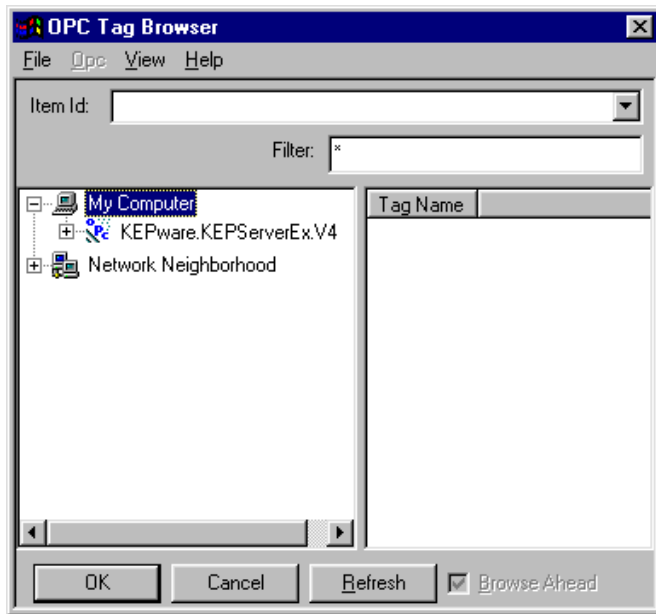 OPC Tag Browser
File Opc View Help
Item Id:
Filter: *
My Computer Tag Name
KEPware.KEPServerEx.V4
Network Neighborhood
OK Cancel Refresh Browse Ahead